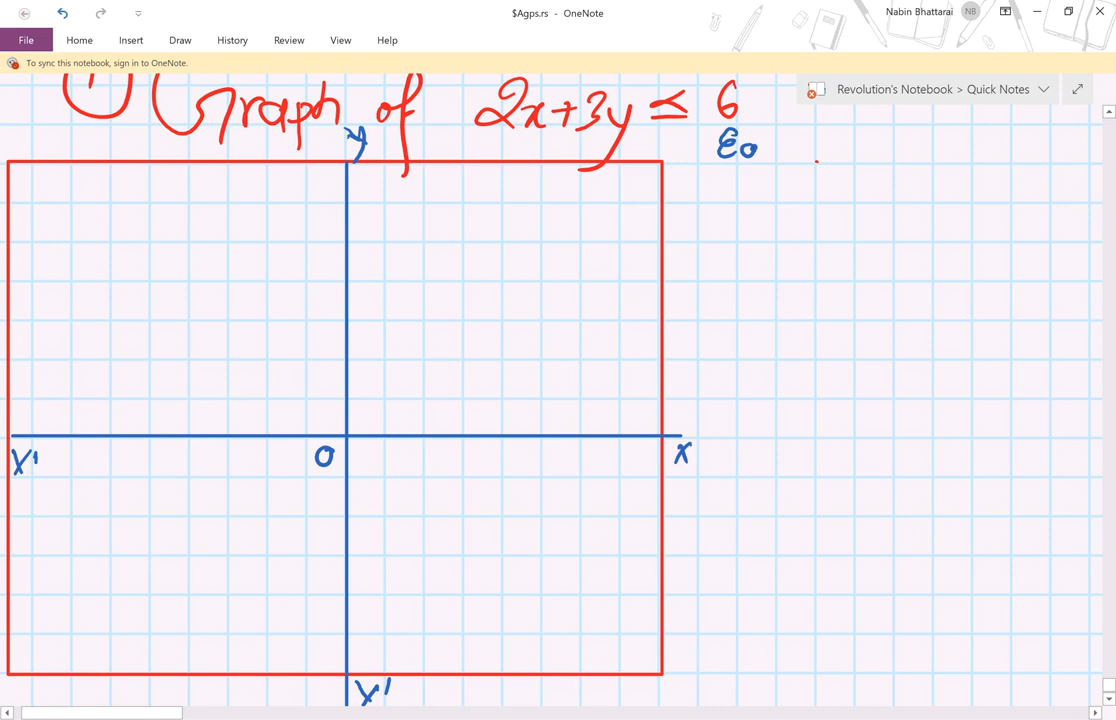 $Agps.rs - OneNote
Nabin Bhattarai NB
File Home Insert Draw History Review View Help
To sync this notebook, sign in to OneNote.
Revolution's Notebook > Quick Notes
① Graph of 2x+3y ≤ 6
y
X' O X
Y'